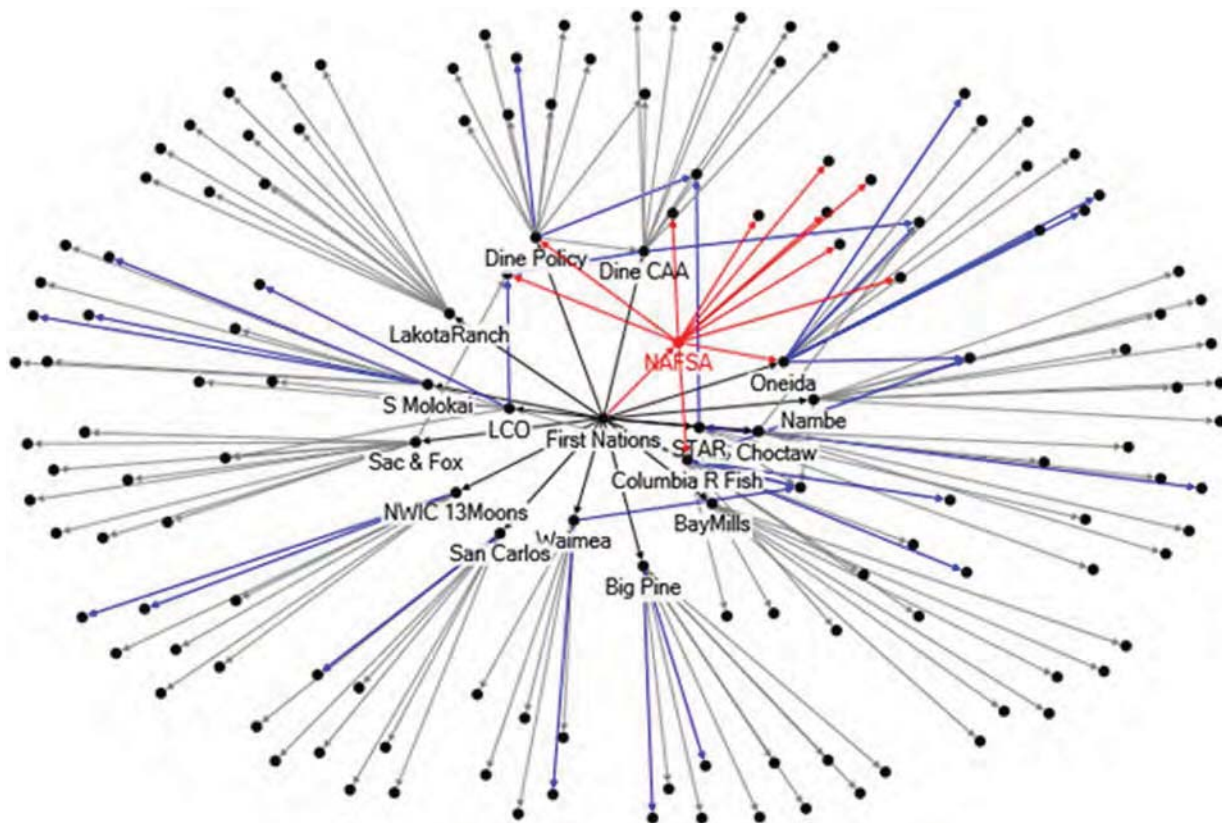 Dine Policy
Dine CAA
LakotaRanch
NAFSA
Oneida
S Molokai
Nambe
LCO
First Nations
STAR,
Choctaw
Sac & Fox
Columbia R Fish
NWIC 13Moons
BayMills
San Carlos
Waimea
Big Pine